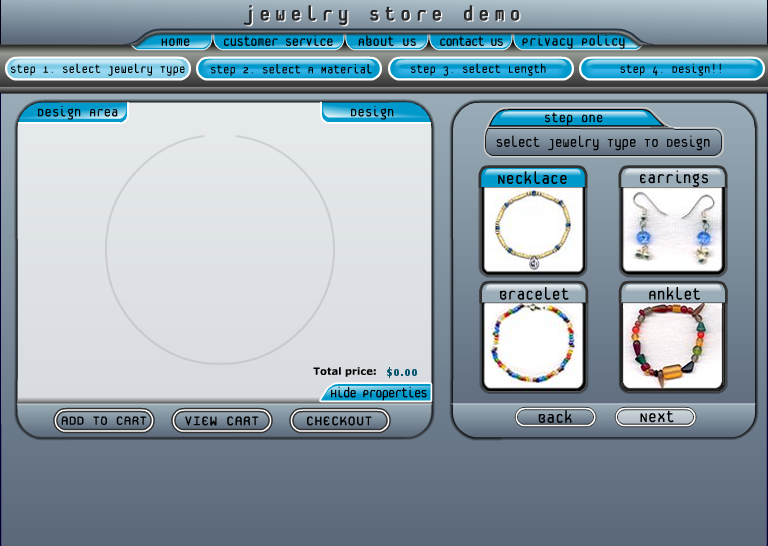 jewelry store demo
Home customer service About us contact us privacy policy
step 1. select jewelry Type step 2. select A Material step 3. select Length step 4. Design!!
Design Area Design
step one
select jewelry Type To Design
Necklace Earrings
Bracelet Anklet
Total price: $0.00
Hide Properties
ADD TO CART VIEW CART CHECKOUT
Back Next